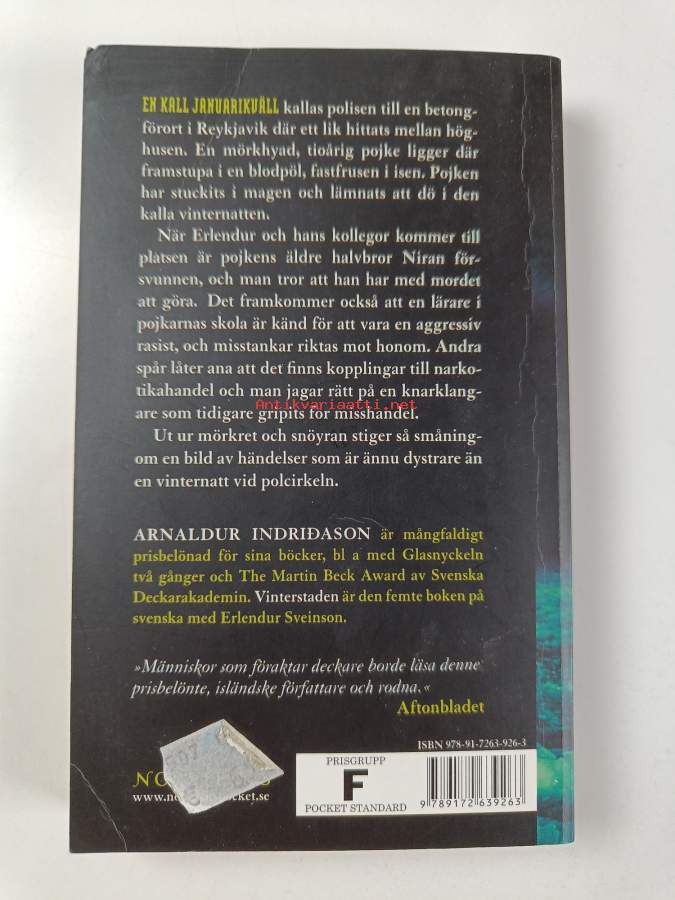 EN KALL JANUARIKVÄLL kallas polisen till en betong-
förort i Reykjavik där ett lik hittats mellan hög-
husen. En mörkhyad, tioårig pojke ligger där
framstupa i en blodpöl, fastfrusen i isen. Pojken
har stuckits i magen och lämnats att dö i den
kalla vinternatten.
När Erlendur och hans kollegor kommer till
platsen är pojkens äldre halvbror Niran för-
svunnen, och man tror att han har med mordet
att göra. Det framkommer också att en lärare i
pojkarnas skola är känd för att vara en aggressiv
rasist, och misstankar riktas mot honom. Andra
spår låter ana att det finns kopplingar till narko-
tikahandel och man jagar rätt på en knarklang-
Antikvariaatti.net
are som tidigare gripits för misshandel.
Ut ur mörkret och snöyran stiger så småning-
om en bild av händelser som är ännu dystrare än
en vinternatt vid polcirkeln.
ARNALDUR INDRIÐASON är mångfaldigt
prisbelönad för sina böcker, bl a med Glasnyckeln
två gånger och The Martin Beck Award av Svenska
Deckarakademin. Vinterstaden är den femte boken på
svenska med Erlendur Sveinson.
»Människor som föraktar deckare borde läsa denne
prisbelönte, isländske författare och rodna.«
Aftonbladet
ISBN 978-91-7263-926-3
PRISGRUPP
F
POCKET STANDARD
9 789172 639263